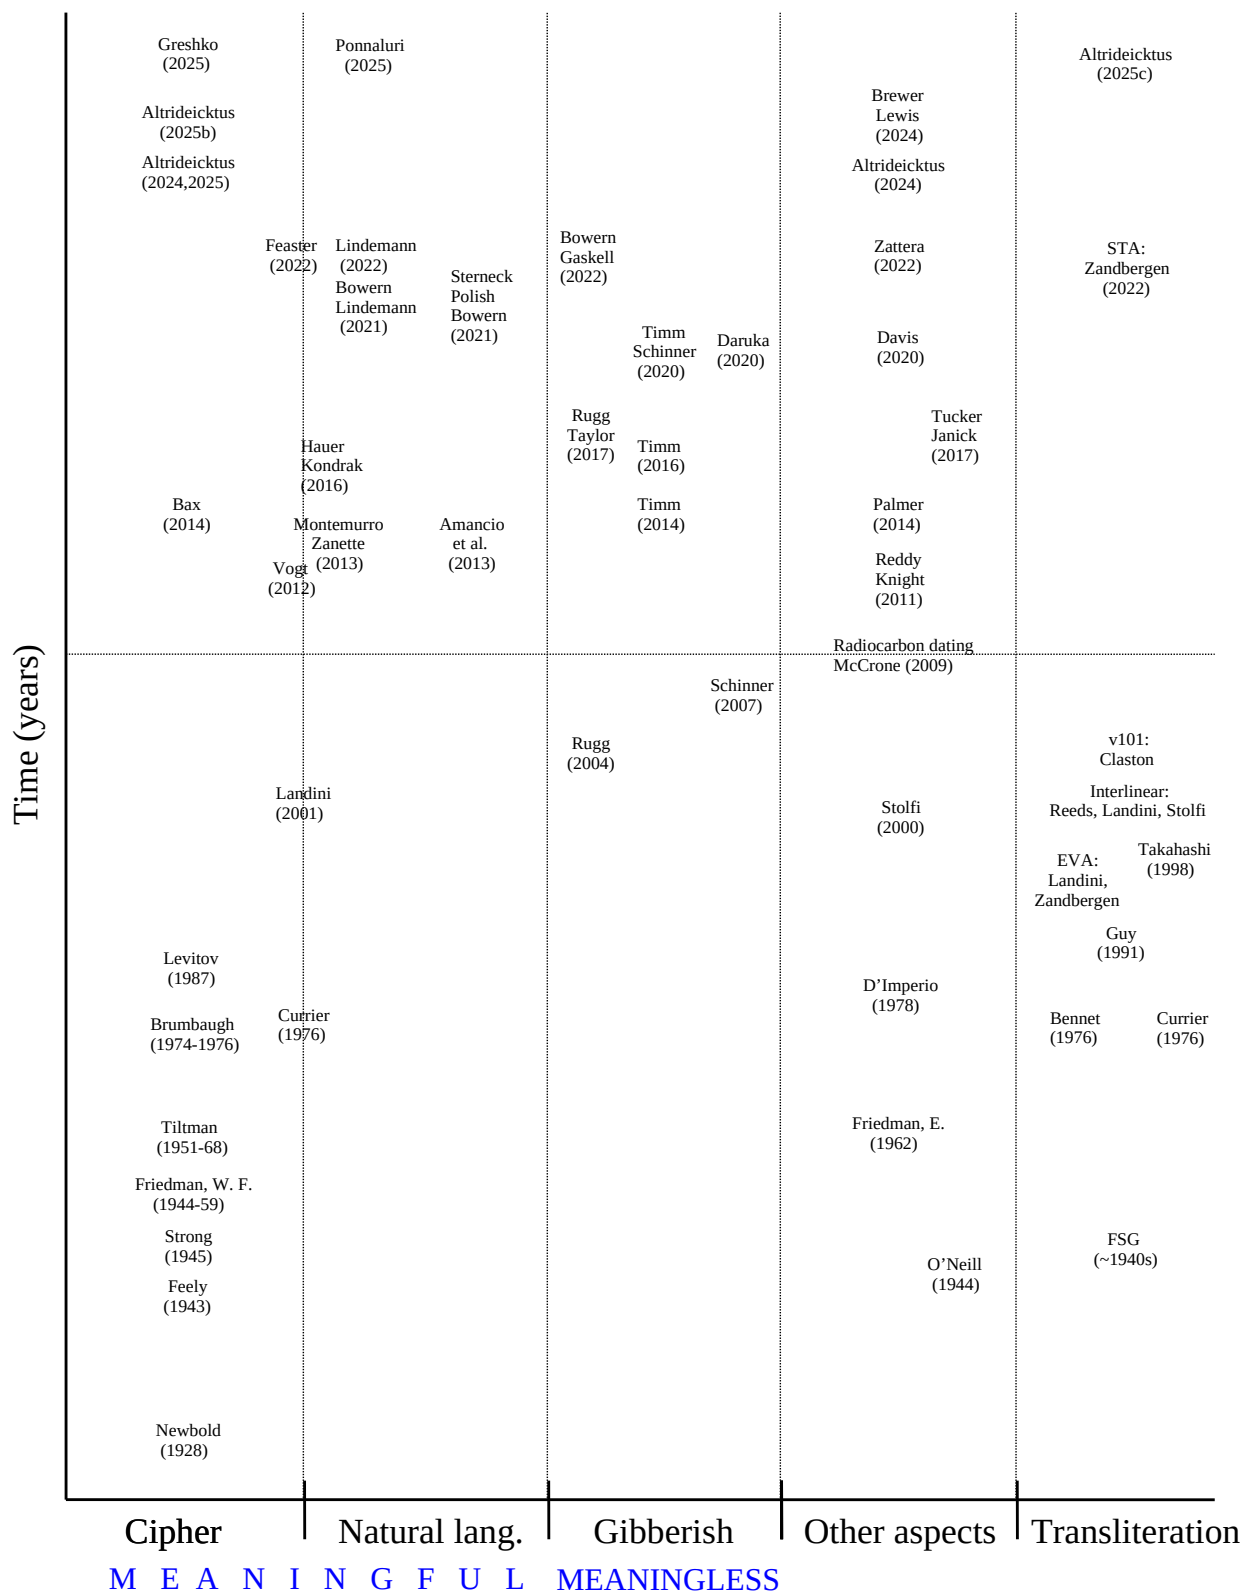 Greshko
(2025)
Ponnaluri
(2025)
Altrideicktus
(2025c)
Brewer
Lewis
(2024)
Altrideicktus
(2025b)
Altrideicktus
(2024,2025)
Altrideicktus
(2024)
Feaster
(2022)
Lindemann
(2022)
Bowern
Lindemann
(2021)
Sterneck
Polish
Bowern
(2021)
Bowern
Gaskell
(2022)
Zattera
(2022)
STA:
Zandbergen
(2022)
Timm
Schinner
(2020)
Daruka
(2020)
Davis
(2020)
Rugg
Taylor
(2017)
Timm
(2016)
Tucker
Janick
(2017)
Hauer
Kondrak
(2016)
Bax
(2014)
Montemurro
Zanette
(2013)
Amancio
et al.
(2013)
Timm
(2014)
Palmer
(2014)
Vogt
(2012)
Reddy
Knight
(2011)
Radiocarbon dating
McCrone (2009)
Time (years)
Schinner
(2007)
Rugg
(2004)
v101:
Claston
Landini
(2001)
Stolfi
(2000)
Interlinear:
Reeds, Landini, Stolfi
EVA:
Landini,
Zandbergen
Takahashi
(1998)
Guy
(1991)
Levitov
(1987)
D’Imperio
(1978)
Brumbaugh
(1974-1976)
Currier
(1976)
Bennet
(1976)
Currier
(1976)
Tiltman
(1951-68)
Friedman, E.
(1962)
Friedman, W. F.
(1944-59)
Strong
(1945)
FSG
(~1940s)
Feely
(1943)
O’Neill
(1944)
Newbold
(1928)
Cipher
Natural lang.
Gibberish
Other aspects
Transliteration
M E A N I N G F U L
MEANINGLESS